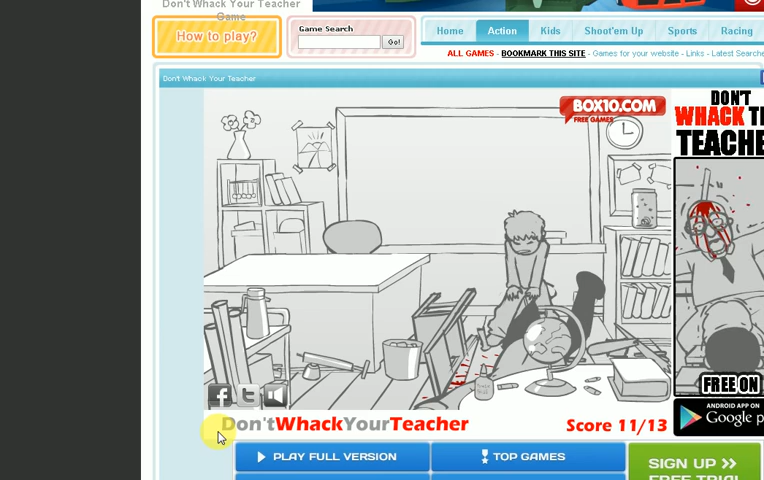 Don't Whack Your Teacher
Game
How to play?
Game Search
Go!
Home Action Kids Shoot'em Up Sports Racing
ALL GAMES - BOOKMARK THIS SITE - Games for your website - Links - Latest Searche
Don't Whack Your Teacher
BOX10.COM
FREE GAMES
DON'T
WHACK
TEACHE
FREE ON
ANDROID APP ON
Google p
Don'tWhackYourTeacher
Score 11/13
PLAY FULL VERSION
TOP GAMES
SIGN UP >>
FREE TRIAL